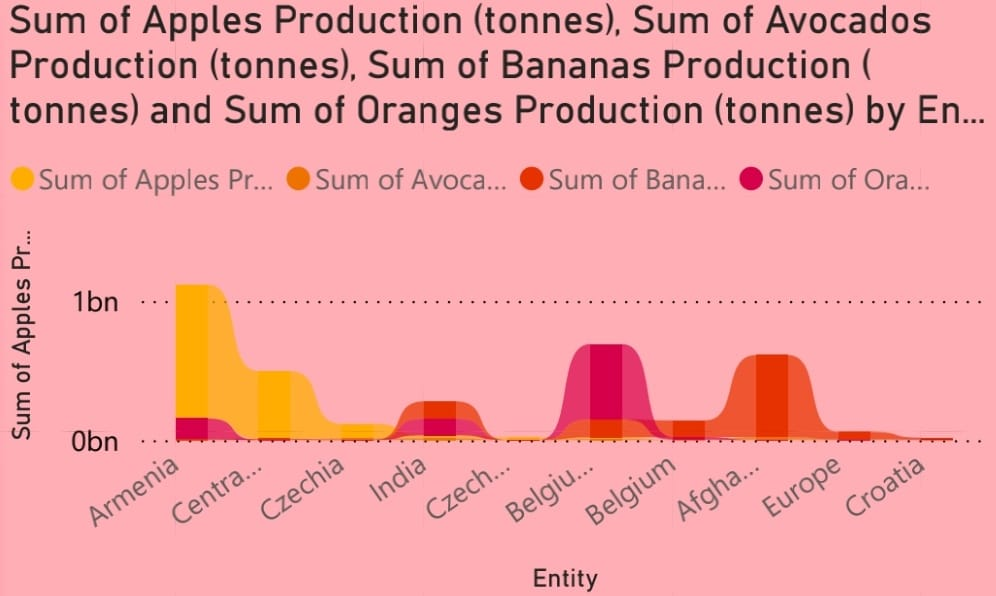 Sum of Apples Production (tonnes), Sum of Avocados
Production (tonnes), Sum of Bananas Production (
tonnes) and Sum of Oranges Production (tonnes) by En...
Sum of Apples Pr... Sum of Avoca... Sum of Bana... Sum of Ora...
Sum of Apples Pr...
1bn
0bn
Armenia Centra... Czechia India Czech... Belgiu... Belgium Afgha... Europe Croatia
Entity